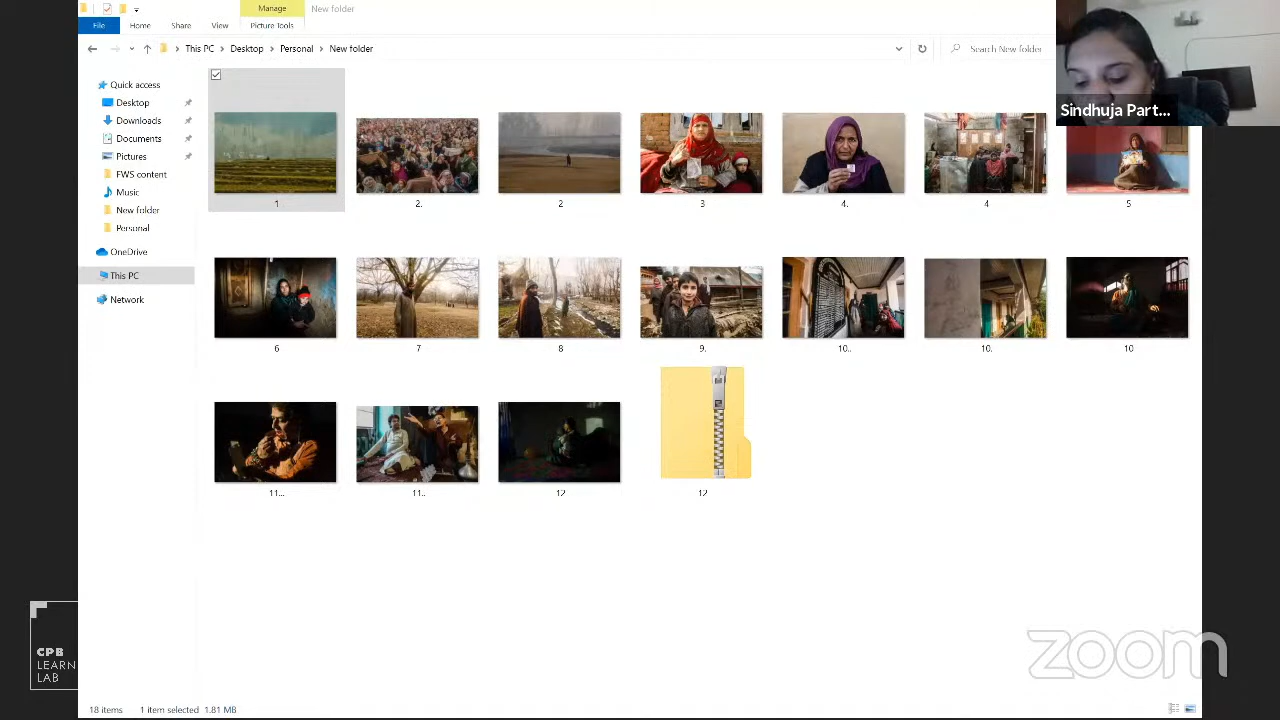 Manage
New folder
File
Home
Share
View
Picture Tools
This PC
Desktop
Personal
New folder
Search New folder
Sindhuja Part...
Quick access
Desktop
Downloads
Documents
Pictures
FWS content
Music
New folder
Personal
OneDrive
This PC
Network
1
2.
2
3
4.
4
5
6
7
8
9.
10..
10.
10
11...
11..
12
12
CPB
LEARN
LAB
zoom
18 items
1 item selected
1.81 MB